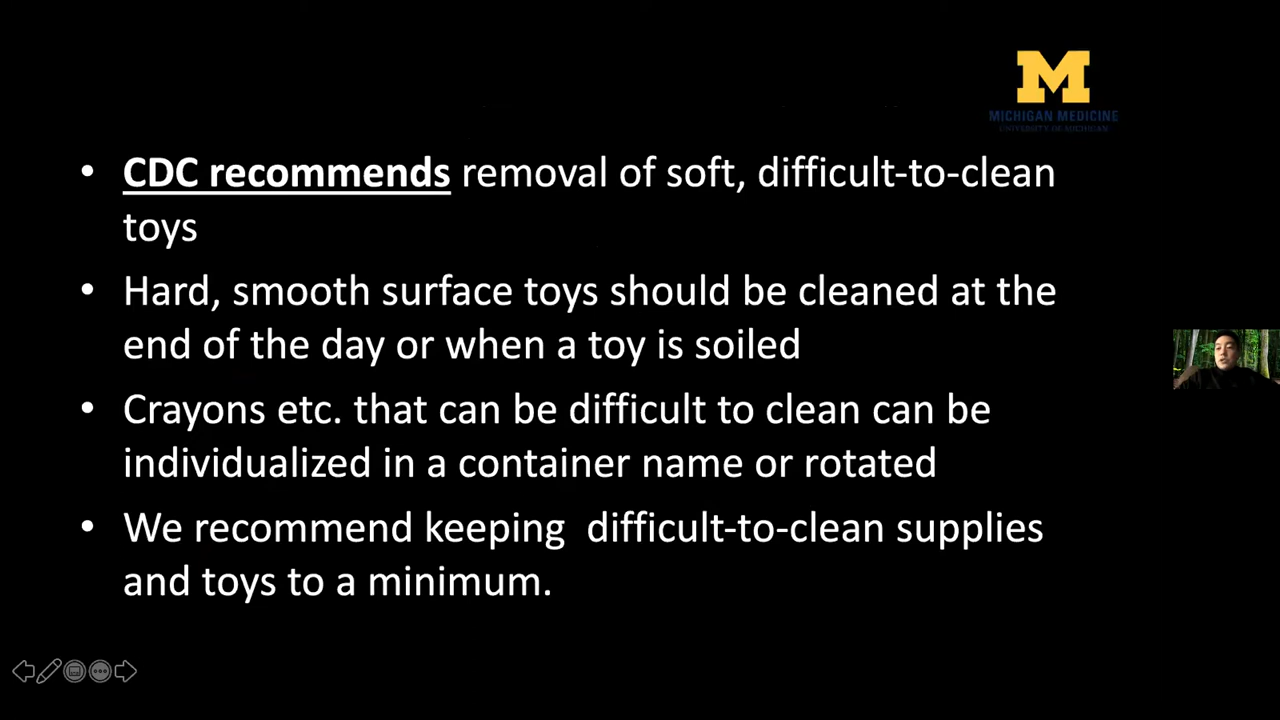 M
MICHIGAN MEDICINE
UNIVERSITY OF MICHIGAN
• CDC recommends removal of soft, difficult-to-clean
toys
• Hard, smooth surface toys should be cleaned at the
end of the day or when a toy is soiled
• Crayons etc. that can be difficult to clean can be
individualized in a container name or rotated
• We recommend keeping  difficult-to-clean supplies
and toys to a minimum.